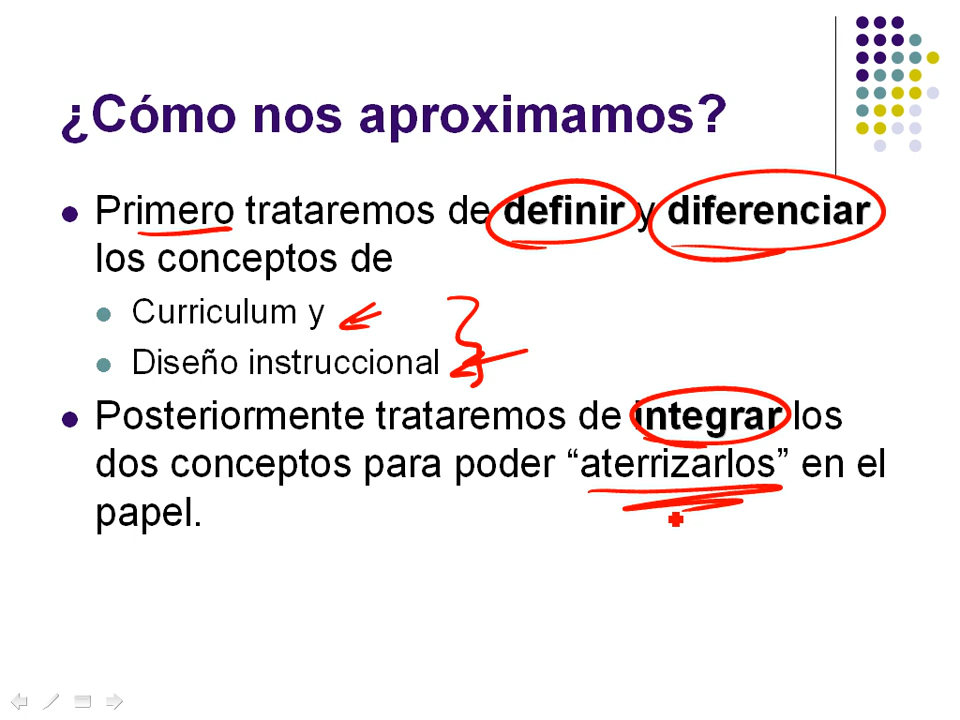 ¿Cómo nos aproximamos?
Primero trataremos de definir y diferenciar
los conceptos de
Curriculum y
Diseño instruccional
Posteriormente trataremos de integrar los
dos conceptos para poder “aterrizarlos” en el
papel.